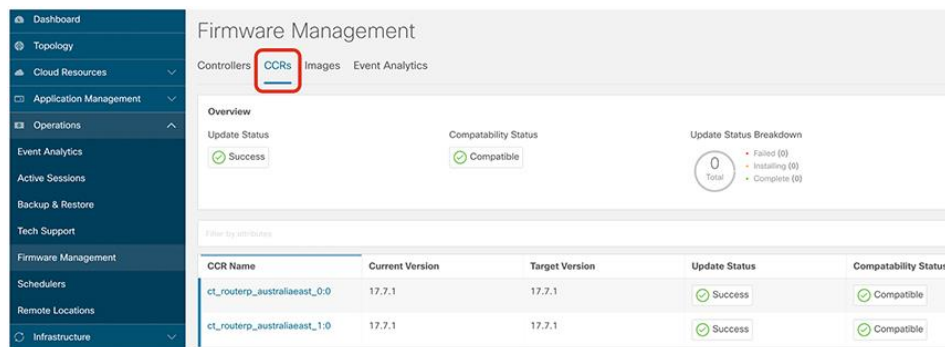 Dashboard
Topology
Cloud Resources
Application Management
Operations
Event Analytics
Active Sessions
Backup & Restore
Tech Support
Firmware Management
Schedulers
Remote Locations
Infrastructure
Firmware Management
Controllers CCRs Images Event Analytics
Overview
Update Status Compatability Status Update Status Breakdown
Success Compatible 0 Total
Failed (0)
Installing (0)
Complete (0)
Filter by attributes
CCR Name Current Version Target Version Update Status Compatability Status
ct_routerp_australiaeast_0:0 17.7.1 17.7.1 Success Compatible
ct_routerp_australiaeast_1:0 17.7.1 17.7.1 Success Compatible